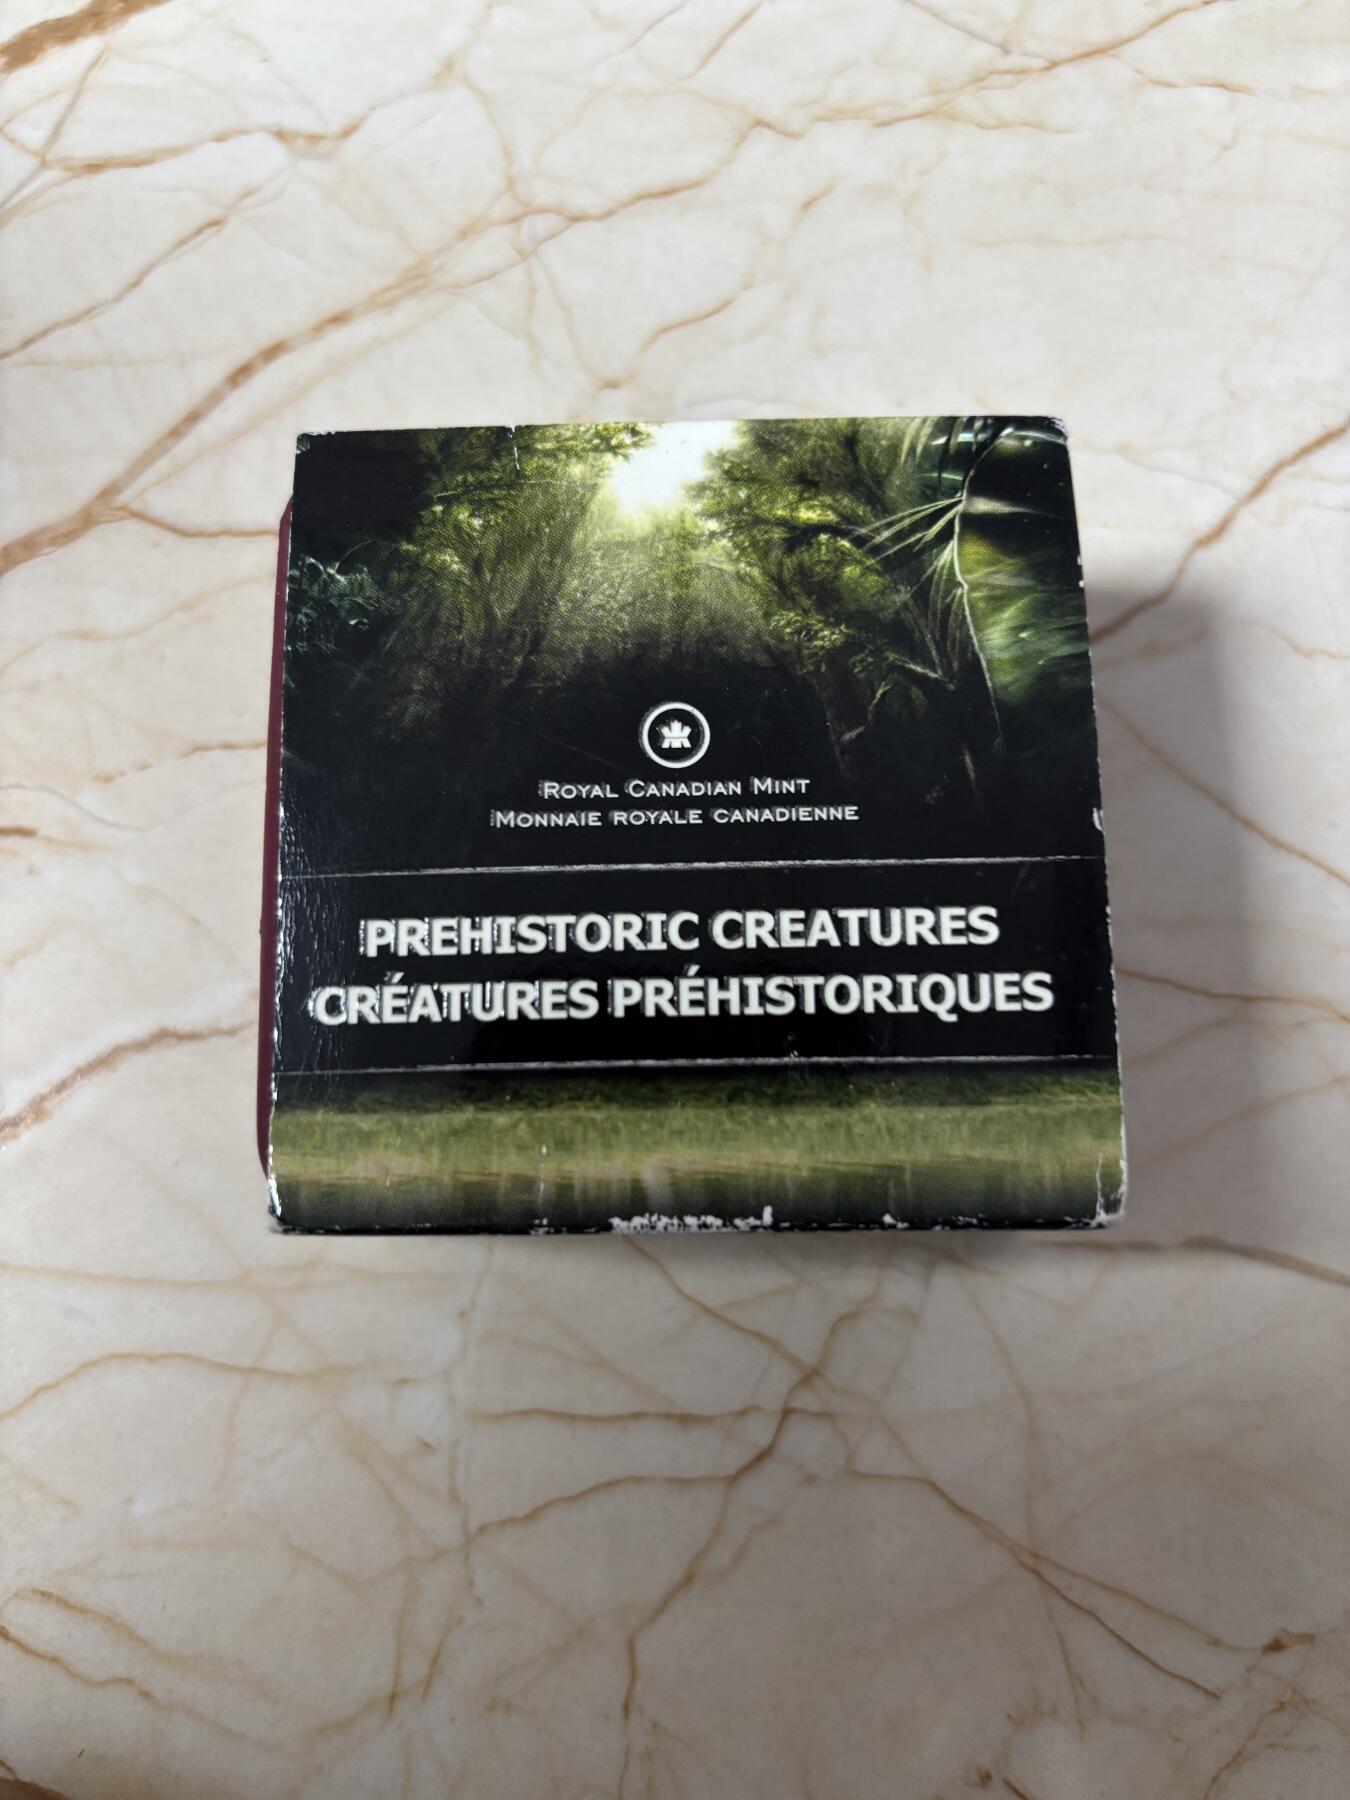 ROYAL CANADIAN MINT
MONNAIE ROYALE CANADIENNE
PREHISTORIC CREATURES
CRÉATURES PRÉHISTORIQUES